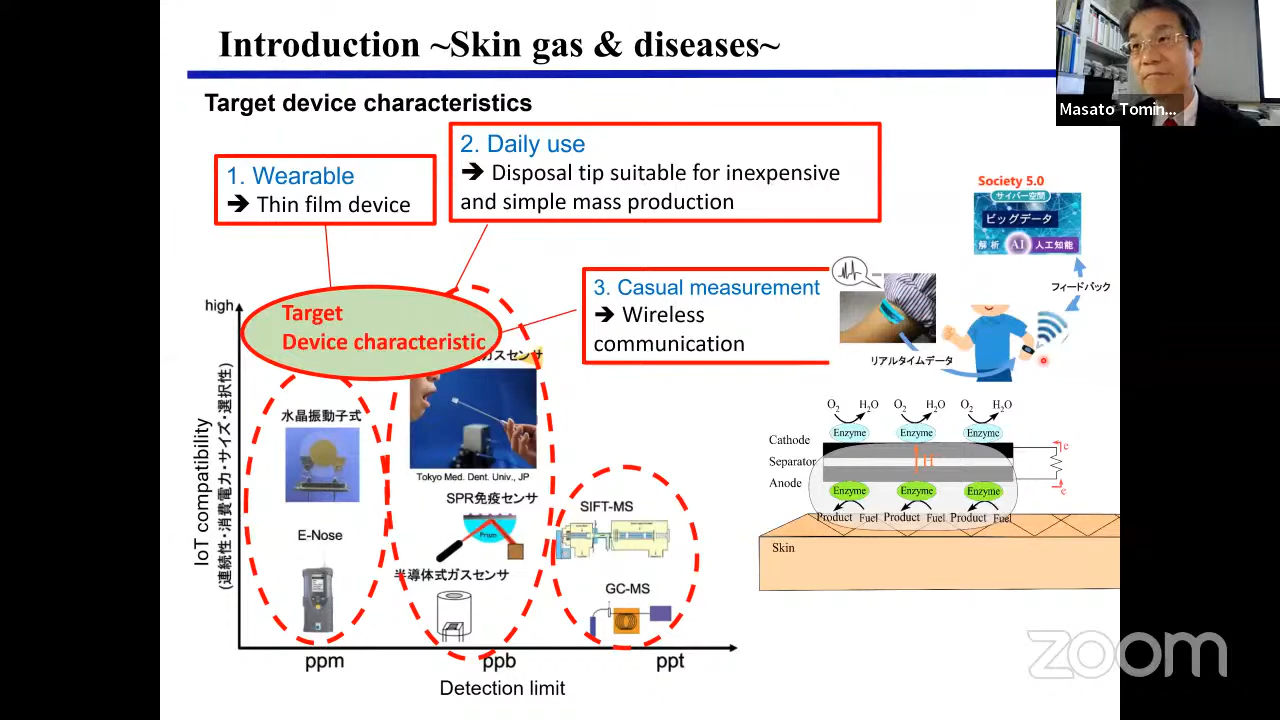 Introduction ~Skin gas & diseases~
Masato Tomin...
Target device characteristics
1. Wearable
➔ Thin film device
2. Daily use
➔ Disposal tip suitable for inexpensive
and simple mass production
3. Casual measurement
➔ Wireless
communication
Society 5.0
サイバー空間
ビッグデータ
解析 AI 人工知能
フィードバック
リアルタイムデータ
high
Target
Device characteristic
ガスセンサ
IoT compatibility
(連続性・消費電力・サイズ・選択性)
水晶振動子式
E-Nose
Tokyo Med. Dent. Univ., JP
SPR免疫センサ
Prism
半導体式ガスセンサ
SIFT-MS
GC-MS
ppm
ppb
ppt
Detection limit
O2 H2O O2 H2O O2 H2O
Enzyme Enzyme Enzyme
Cathode
Separator
Anode
H
e
e
Enzyme Enzyme Enzyme
Product Fuel Product Fuel Product Fuel
Skin
zoom